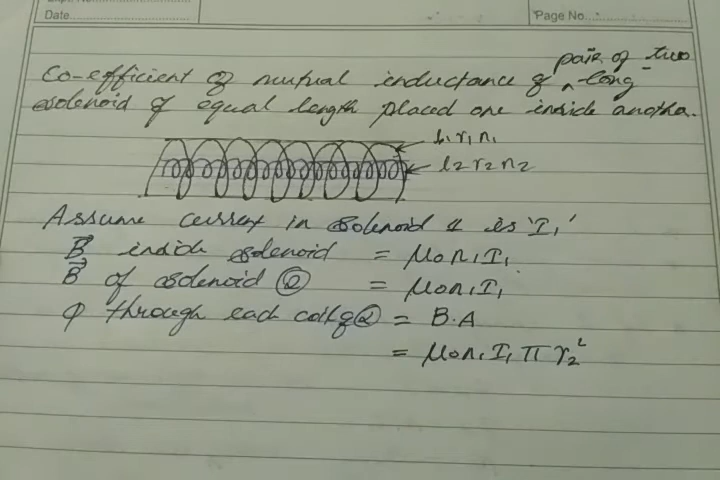 Date
Page No.
Co-efficient of mutual inductance of pair of two long
solenoid of equal length placed one inside another.
l₁ r₁ n₁
l₂ r₂ n₂
Assume current in solenoid 1 is 'I₁'
B⃗ inside solenoid = μ₀n₁I₁
B⃗ of solenoid ② = μ₀n₁I₁
φ through each coil of ② = B.A
= μ₀n₁I₁πr₂²